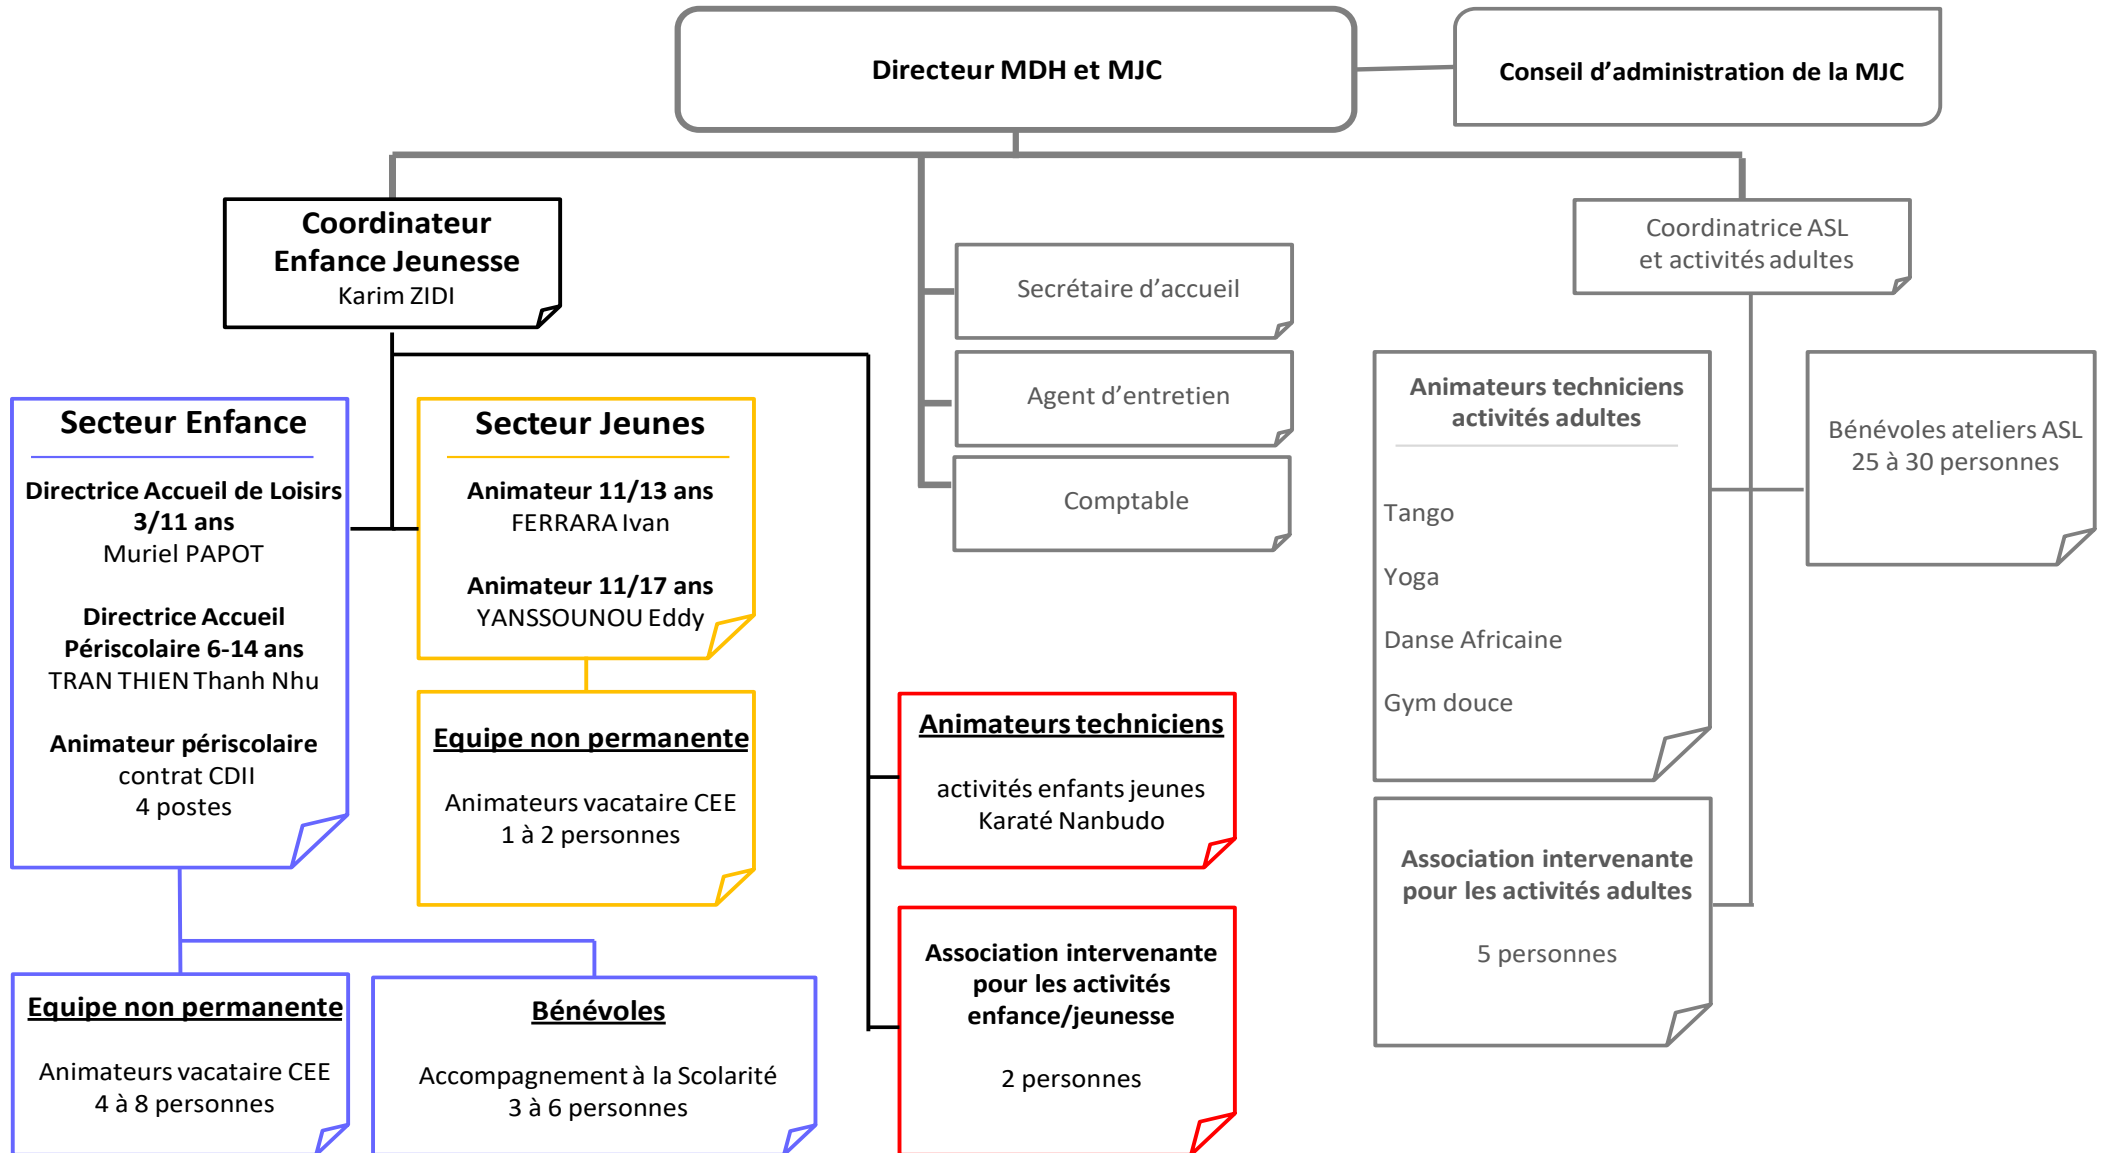 Directeur MDH et MJC
Conseil d’administration de la MJC
Coordinateur
Enfance Jeunesse
Karim ZIDI
Secrétaire d’accueil
Agent d’entretien
Comptable
Coordinatrice ASL
et activités adultes
Secteur Enfance
Directrice Accueil de Loisirs
3/11 ans
Muriel PAPOT
Directrice Accueil
Périscolaire 6-14 ans
TRAN THIEN Thanh Nhu
Animateur périscolaire
contrat CDII
4 postes
Secteur Jeunes
Animateur 11/13 ans
FERRARA Ivan
Animateur 11/17 ans
YANSSOUNOU Eddy
Equipe non permanente
Animateurs vacataire CEE
1 à 2 personnes
Animateurs techniciens
activités enfants jeunes
Karaté Nanbudo
Association intervenante
pour les activités
enfance/jeunesse
2 personnes
Animateurs techniciens
activités adultes
Tango
Yoga
Danse Africaine
Gym douce
Bénévoles ateliers ASL
25 à 30 personnes
Association intervenante
pour les activités adultes
5 personnes
Equipe non permanente
Animateurs vacataire CEE
4 à 8 personnes
Bénévoles
Accompagnement à la Scolarité
3 à 6 personnes